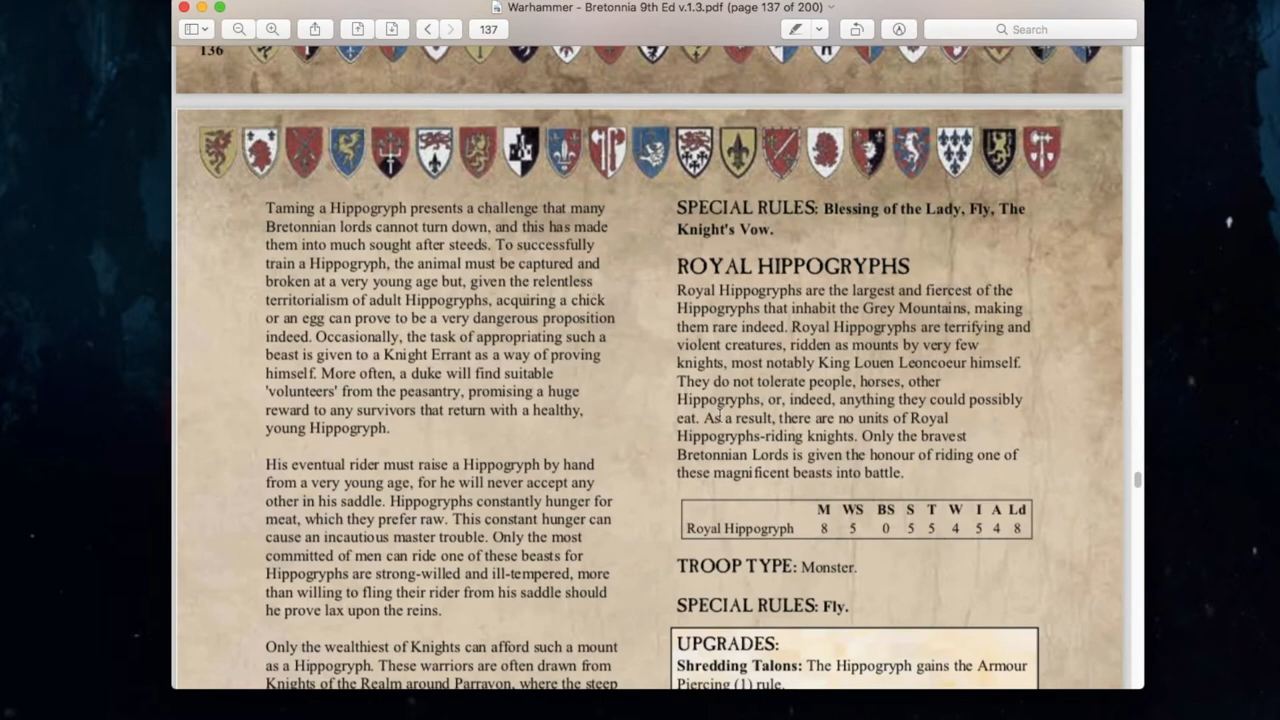 Warhammer - Bretonnia 9th Ed v.1.3.pdf (page 137 of 200)
137
Search
136
Taming a Hippogryph presents a challenge that many
Bretonnian lords cannot turn down, and this has made
them into much sought after steeds. To successfully
train a Hippogryph, the animal must be captured and
broken at a very young age but, given the relentless
territorialism of adult Hippogryphs, acquiring a chick
or an egg can prove to be a very dangerous proposition
indeed. Occasionally, the task of appropriating such a
beast is given to a Knight Errant as a way of proving
himself. More often, a duke will find suitable
'volunteers' from the peasantry, promising a huge
reward to any survivors that return with a healthy,
young Hippogryph.
His eventual rider must raise a Hippogryph by hand
from a very young age, for he will never accept any
other in his saddle. Hippogryphs constantly hunger for
meat, which they prefer raw. This constant hunger can
cause an incautious master trouble. Only the most
committed of men can ride one of these beasts for
Hippogryphs are strong-willed and ill-tempered, more
than willing to fling their rider from his saddle should
he prove lax upon the reins.
Only the wealthiest of Knights can afford such a mount
as a Hippogryph. These warriors are often drawn from
Knights of the Realm around Parravon, where the steep
SPECIAL RULES: Blessing of the Lady, Fly, The
Knight's Vow.
ROYAL HIPPOGRYPHS
Royal Hippogryphs are the largest and fiercest of the
Hippogryphs that inhabit the Grey Mountains, making
them rare indeed. Royal Hippogryphs are terrifying and
violent creatures, ridden as mounts by very few
knights, most notably King Louen Leoncoeur himself.
They do not tolerate people, horses, other
Hippogryphs, or, indeed, anything they could possibly
eat. As a result, there are no units of Royal
Hippogryphs-riding knights. Only the bravest
Bretonnian Lords is given the honour of riding one of
these magnificent beasts into battle.
M WS BS S T W I A Ld
Royal Hippogryph 8 5 0 5 5 4 5 4 8
TROOP TYPE: Monster.
SPECIAL RULES: Fly.
UPGRADES:
Shredding Talons: The Hippogryph gains the Armour
Piercing (1) rule.